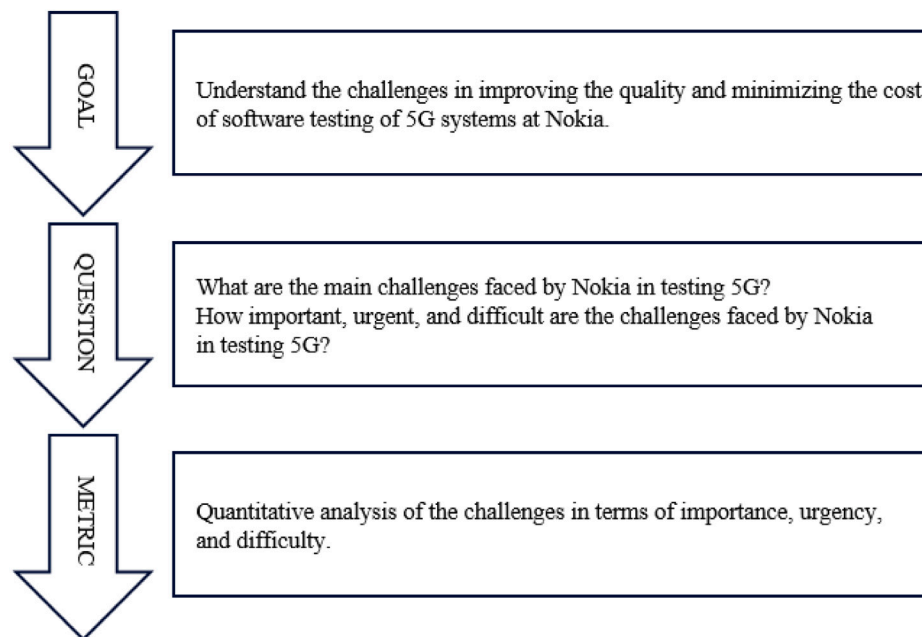 GOAL
Understand the challenges in improving the quality and minimizing the cost
of software testing of 5G systems at Nokia.
QUESTION
What are the main challenges faced by Nokia in testing 5G?
How important, urgent, and difficult are the challenges faced by Nokia
in testing 5G?
METRIC
Quantitative analysis of the challenges in terms of importance, urgency,
and difficulty.